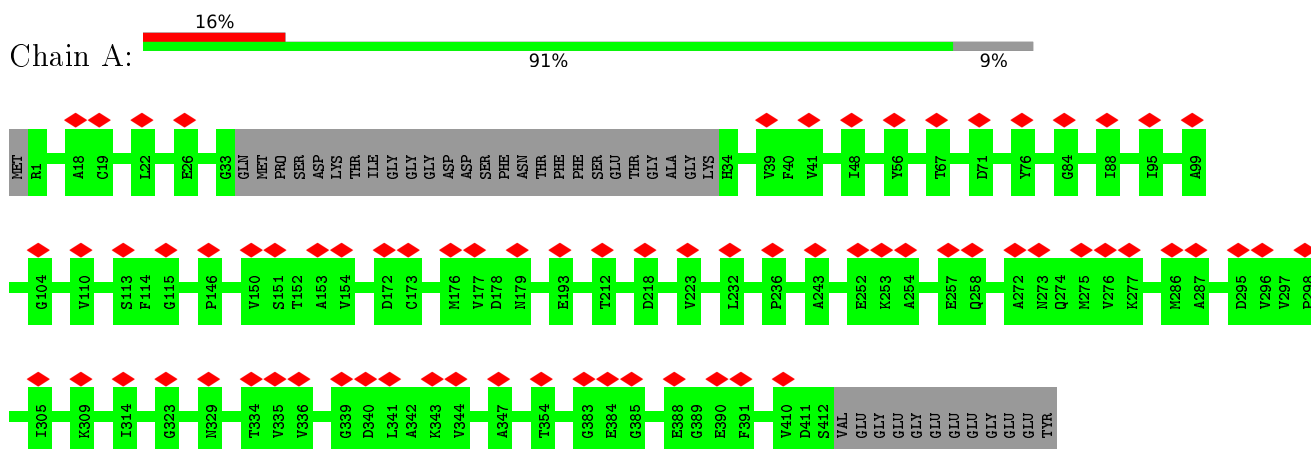 16%
Chain A:
91% 9%
MET R1 A18 C19 L22 E26 G33 GLN MET PRO SER ASP LYS THR ILE GLY GLY GLY ASP ASP SER PHE ASN THR PHE PHE SER GLU THR GLY ALA GLY LYS H34 V39 F40 V41 I48 Y56 T67 D71 Y76 G84 I88 I95 A99
G104 V110 S113 F114 G115 P146 V150 S151 T152 A153 V154 D172 C173 M176 V177 D178 N179 E193 T212 D218 V223 L232 P236 A243 E252 K253 A254 E257 Q258 A272 N273 Q274 M275 V276 K277 M286 A287 D295 V296 V297 P298
I305 K309 I314 G323 N329 T334 V335 V336 G339 D340 L341 A342 K343 V344 A347 T354 G383 E384 G385 E388 G389 E390 F391 V410 D411 S412 VAL GLU GLY GLU GLY GLU GLU GLU GLY GLU GLU TYR